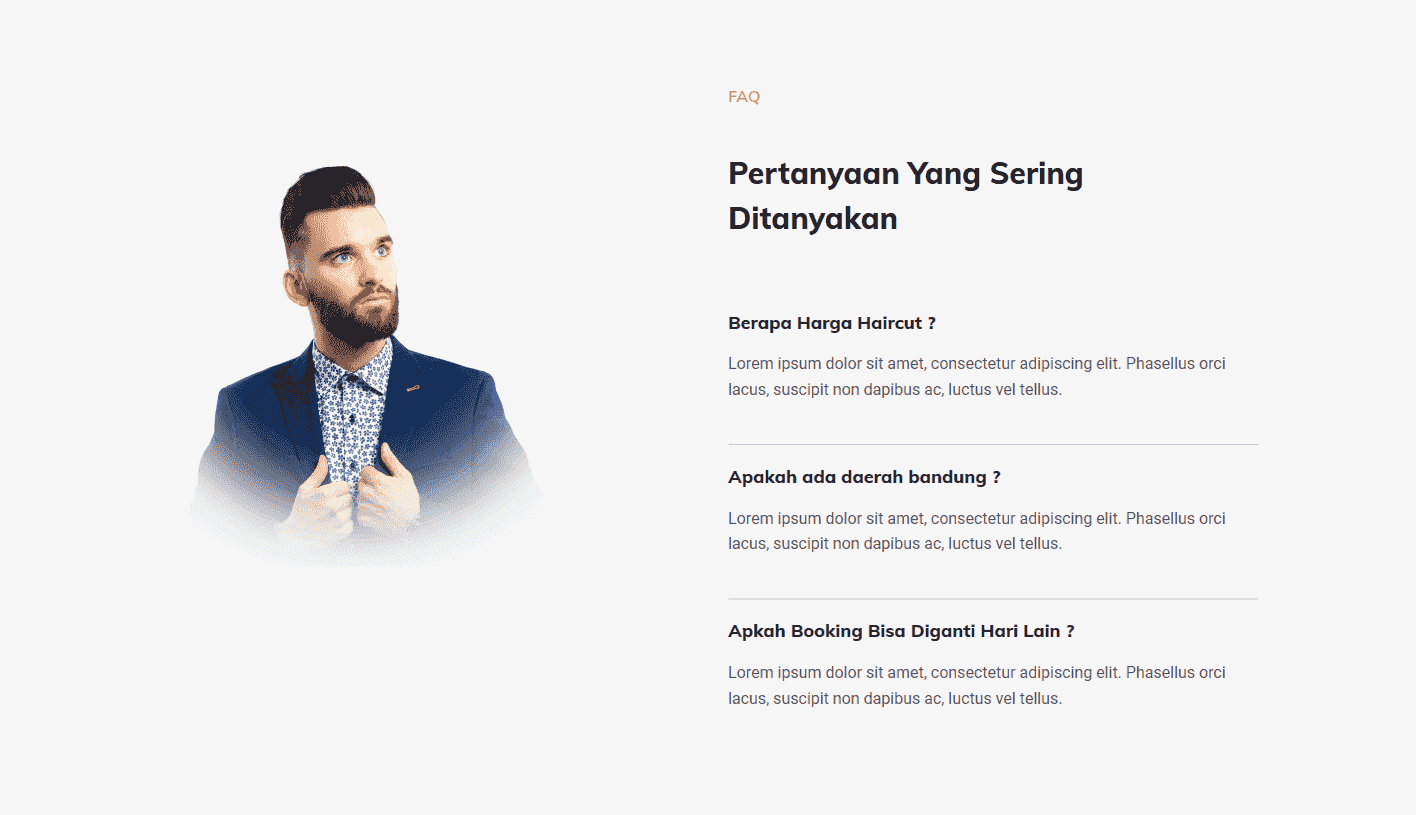 FAQ
Pertanyaan Yang Sering
Ditanyakan
Berapa Harga Haircut ?
Lorem ipsum dolor sit amet, consectetur adipiscing elit. Phasellus orci
lacus, suscipit non dapibus ac, luctus vel tellus.
Apakah ada daerah bandung ?
Lorem ipsum dolor sit amet, consectetur adipiscing elit. Phasellus orci
lacus, suscipit non dapibus ac, luctus vel tellus.
Apkah Booking Bisa Diganti Hari Lain ?
Lorem ipsum dolor sit amet, consectetur adipiscing elit. Phasellus orci
lacus, suscipit non dapibus ac, luctus vel tellus.